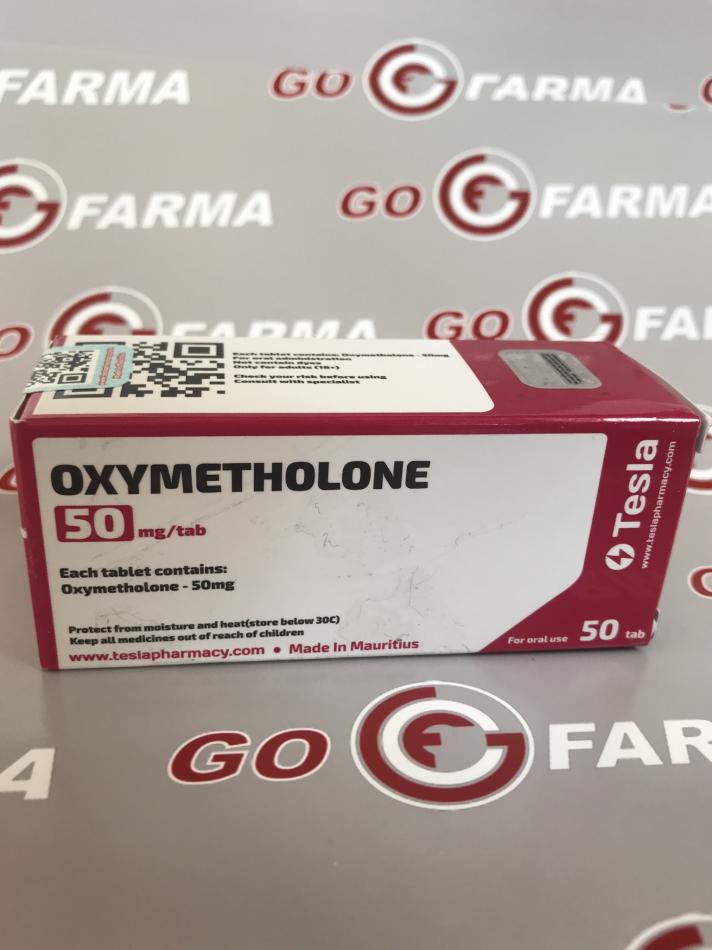 FARMA
GO FARMA
FARMA
GO FARMA
GO
GO FA
Each tablet contains: Oxymetholone - 50mg
For oral administration
Not contain dyes
Only for adults (18+)
Check your risk before using
Consult with specialist
OXYMETHOLONE
50 mg/tab
Each tablet contains:
Oxymetholone - 50mg
Protect from moisture and heat(store below 30C)
Keep all medicines out of reach of children
www.teslapharmacy.com • Made In Mauritius
Tesla
www.teslapharmacy.com
For oral use 50 tab
GO FAR